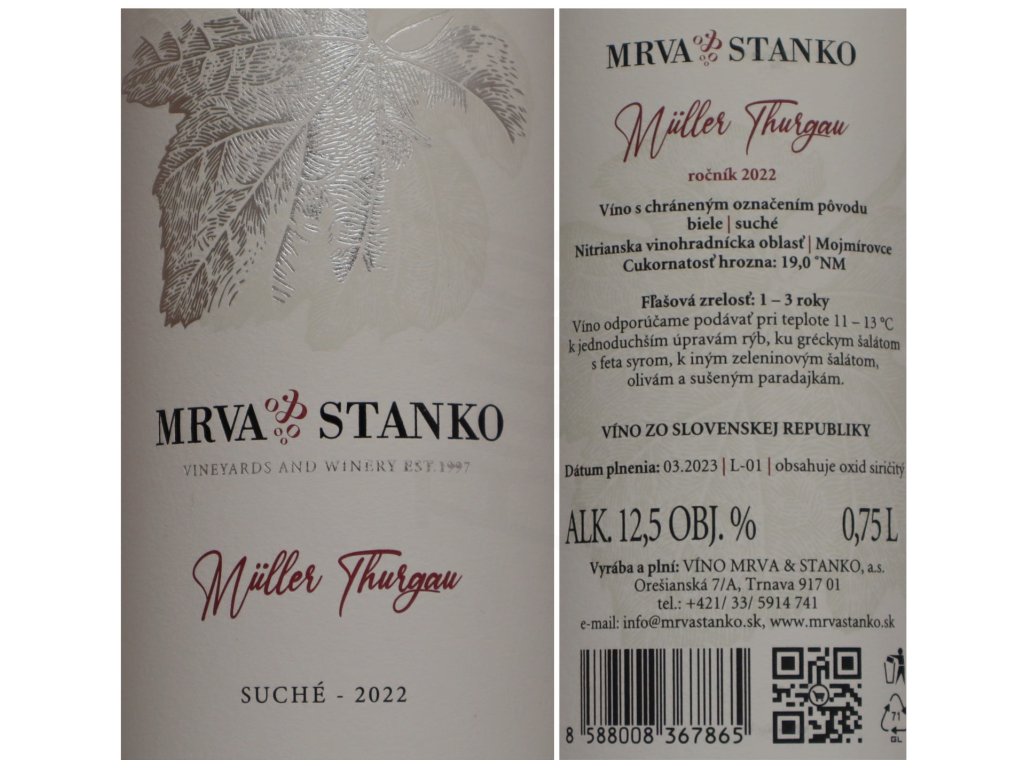 MRVA & STANKO
VINEYARDS AND WINERY EST. 1997
Müller Thurgau
SUCHÉ - 2022
MRVA & STANKO
Müller Thurgau
ročník 2022
Víno s chráneným označením pôvodu
biele | suché
Nitrianska vinohradnícka oblasť | Mojmírovce
Cukornatosť hrozna: 19,0 °NM
Fľašová zrelosť: 1 – 3 roky
Víno odporúčame podávať pri teplote 11 – 13 °C
k jednoduchším úpravám rýb, ku gréckym šalátom
s feta syrom, k iným zeleninovým šalátom,
olivám a sušeným paradajkám.
VÍNO ZO SLOVENSKEJ REPUBLIKY
Dátum plnenia: 03.2023 | L-01 | obsahuje oxid siričitý
ALK. 12,5 OBJ. % 0,75 L
Vyrába a plní: VÍNO MRVA & STANKO, a.s.
Orešianská 7/A, Trnava 917 01
tel.: +421/ 33/ 5914 741
e-mail: info@mrvastanko.sk, www.mrvastanko.sk
8 588008 367865
71
GL